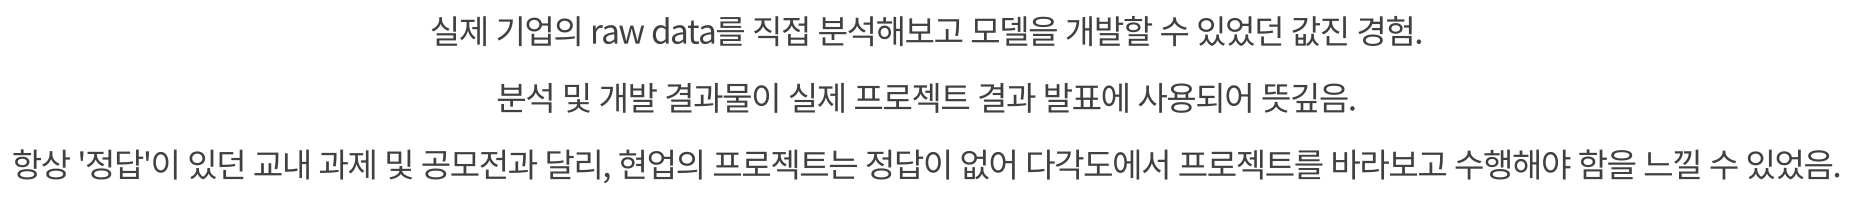 실제 기업의 raw data를 직접 분석해보고 모델을 개발할 수 있었던 값진 경험.
분석 및 개발 결과물이 실제 프로젝트 결과 발표에 사용되어 뜻깊음.
항상 '정답'이 있던 교내 과제 및 공모전과 달리, 현업의 프로젝트는 정답이 없어 다각도에서 프로젝트를 바라보고 수행해야 함을 느낄 수 있었음.